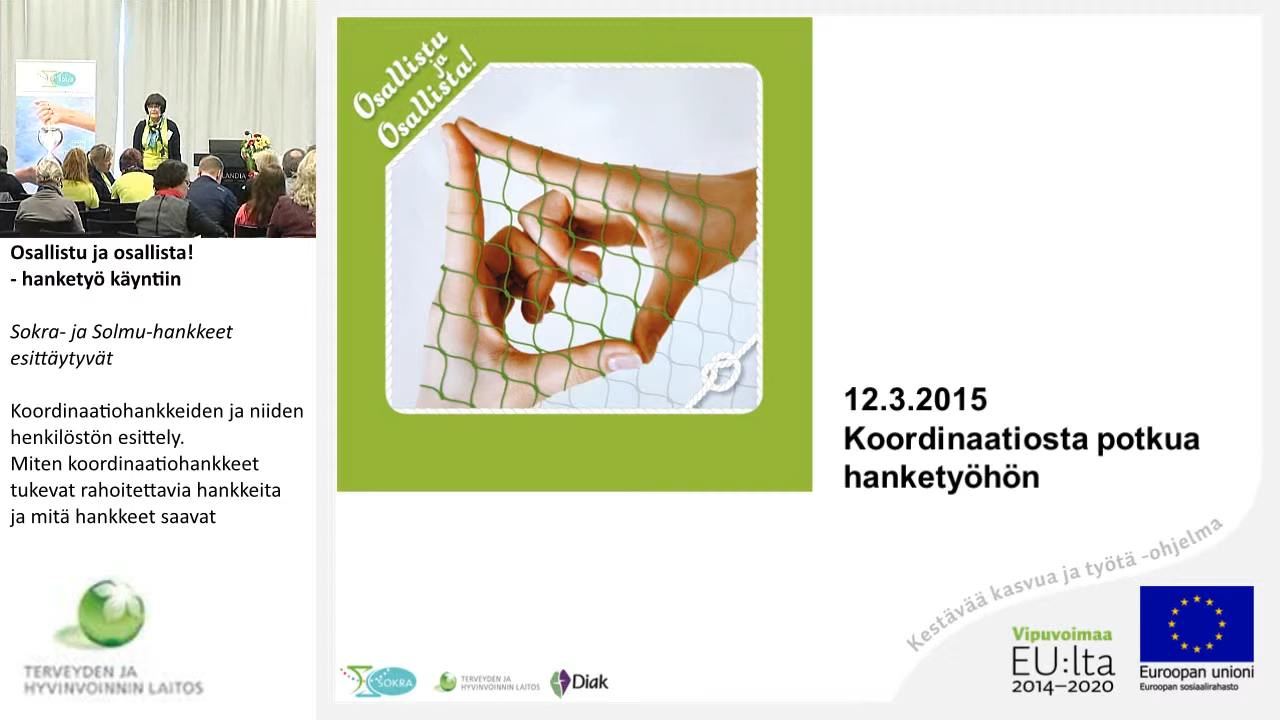 Osallistu ja osallista!
- hanketyö käyntiin
Sokra- ja Solmu-hankkeet
esittäytyvät
Koordinaatiohankkeiden ja niiden
henkilöstön esittely.
Miten koordinaatiohankkeet
tukevat rahoitettavia hankkeita
ja mitä hankkeet saavat
TERVEYDEN JA
HYVINVOINNIN LAITOS
Osallistu
ja
Osallista!
12.3.2015
Koordinaatiosta potkua
hanketyöhön
Kestävää kasvua ja työtä -ohjelma
SOKRA
TERVEYDEN JA
HYVINVOINNIN LAITOS
Diak
Vipuvoimaa
EU:lta
2014–2020
Euroopan unioni
Euroopan sosiaalirahasto